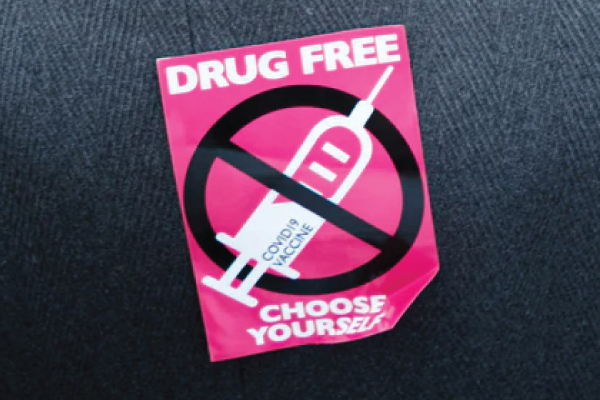 DRUG FREE
COVID19
VACCINE
CHOOSE
YOURSELF